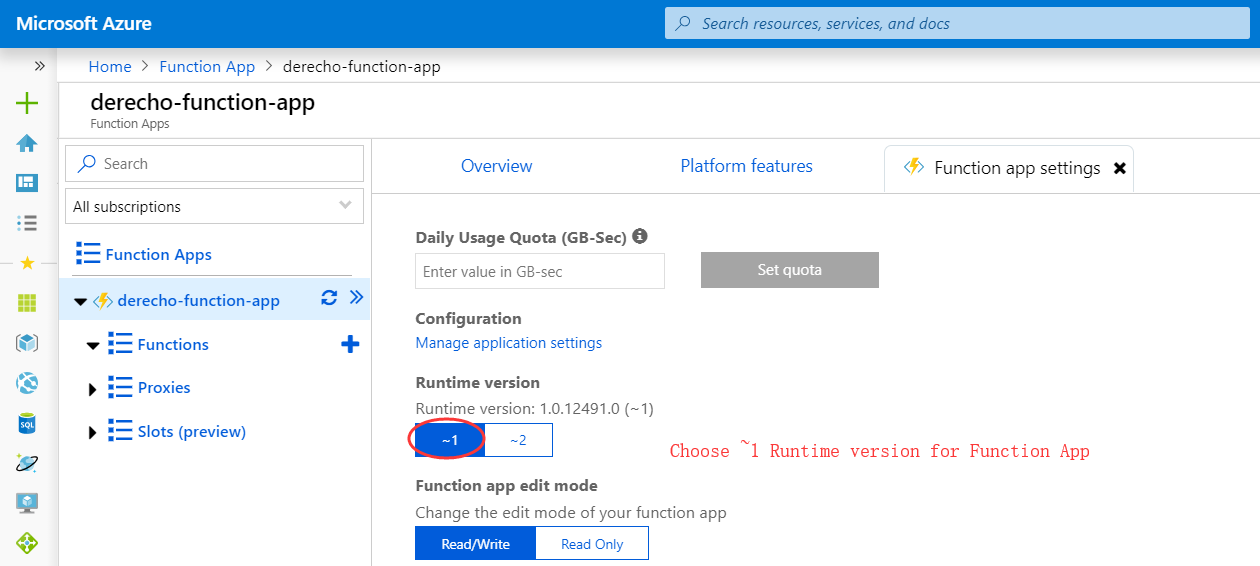 Microsoft Azure
Search resources, services, and docs
Home > Function App > derecho-function-app
derecho-function-app
Function Apps
Search
All subscriptions
Function Apps
derecho-function-app
Functions
Proxies
Slots (preview)
Overview
Platform features
Function app settings
Daily Usage Quota (GB-Sec)
Enter value in GB-sec
Set quota
Configuration
Manage application settings
Runtime version
Runtime version: 1.0.12491.0 (~1)
~1
~2
Choose ~1 Runtime version for Function App
Function app edit mode
Change the edit mode of your function app
Read/Write
Read Only
SQL